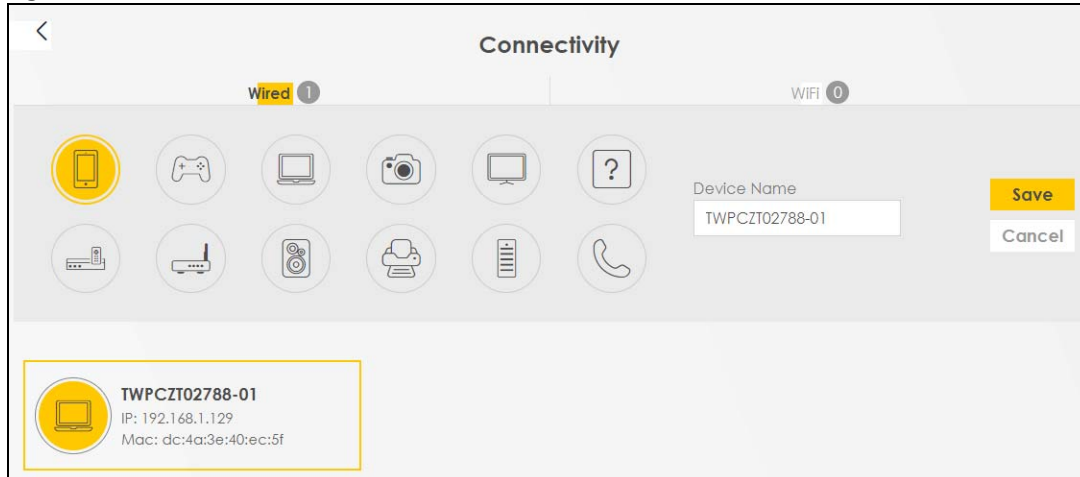 Connectivity
Wired 1
WiFi 0
?
Device Name
TWPCZT02788-01
Save
Cancel
TWPCZT02788-01
IP: 192.168.1.129
Mac: dc:4a:3e:40:ec:5f